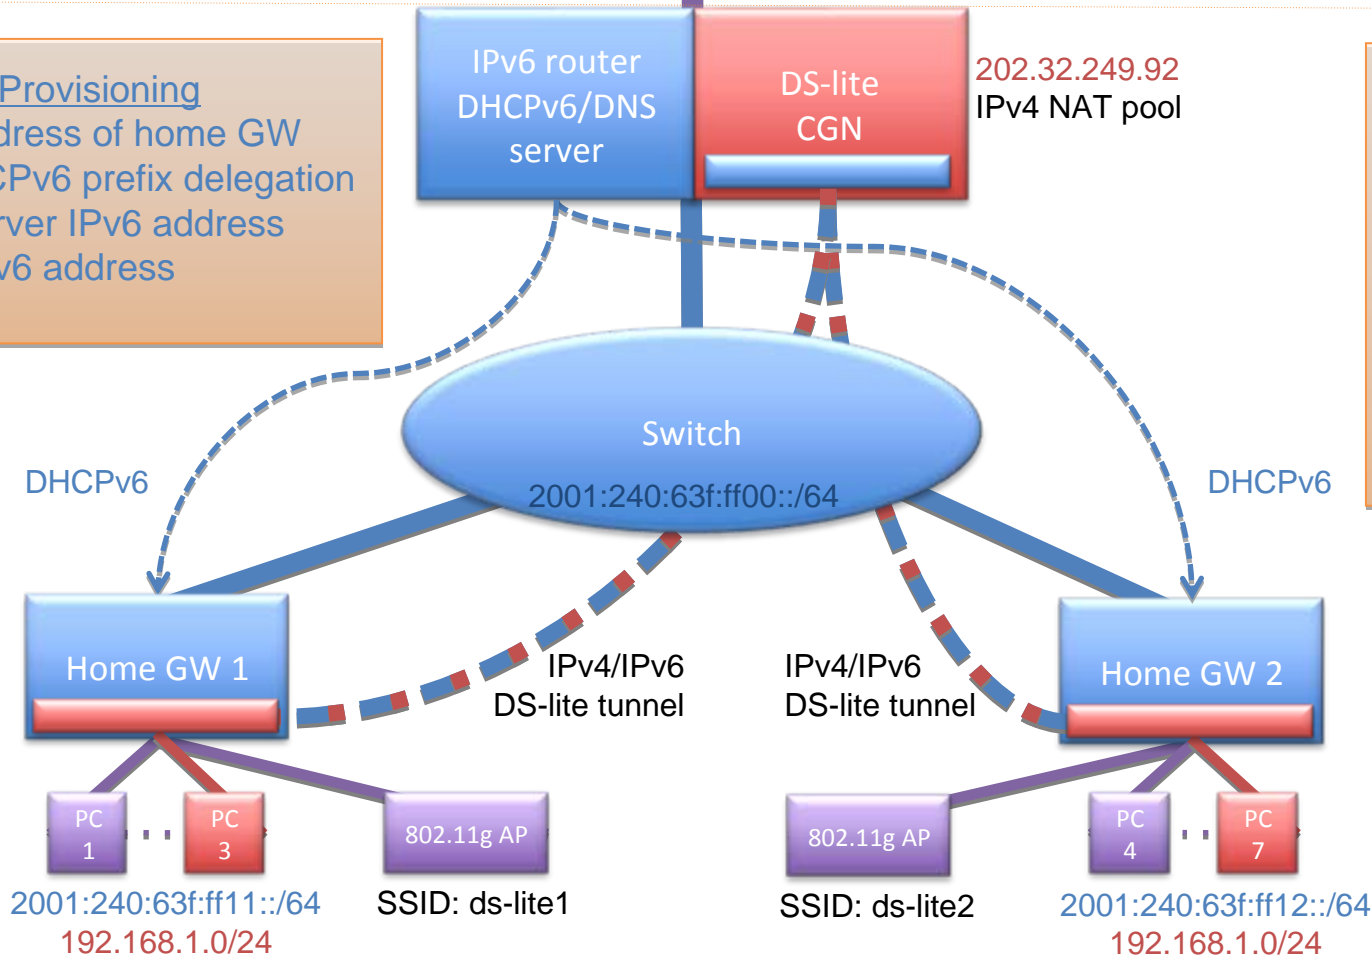 IPv6 router
DHCPv6/DNS
server
DS-lite
CGN
202.32.249.92
IPv4 NAT pool
Provisioning
dress of home GW
CPv6 prefix delegation
rver IPv6 address
v6 address
Switch
2001:240:63f:ff00::/64
DHCPv6
DHCPv6
Home GW 1
IPv4/IPv6
DS-lite tunnel
IPv4/IPv6
DS-lite tunnel
Home GW 2
PC
1
PC
3
802.11g AP
802.11g AP
PC
4
PC
7
2001:240:63f:ff11::/64
192.168.1.0/24
SSID: ds-lite1
SSID: ds-lite2
2001:240:63f:ff12::/64
192.168.1.0/24